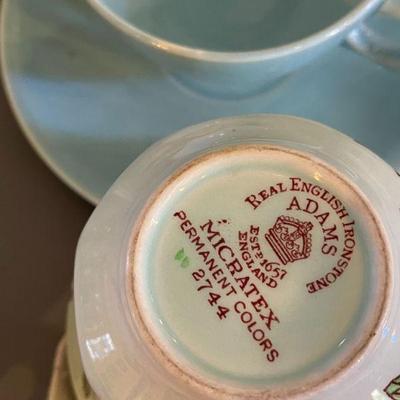 REAL ENGLISH IRONSTONE
ADAMS
ESTD 1657
ENGLAND
MICRATEX
PERMANENT COLORS
2744